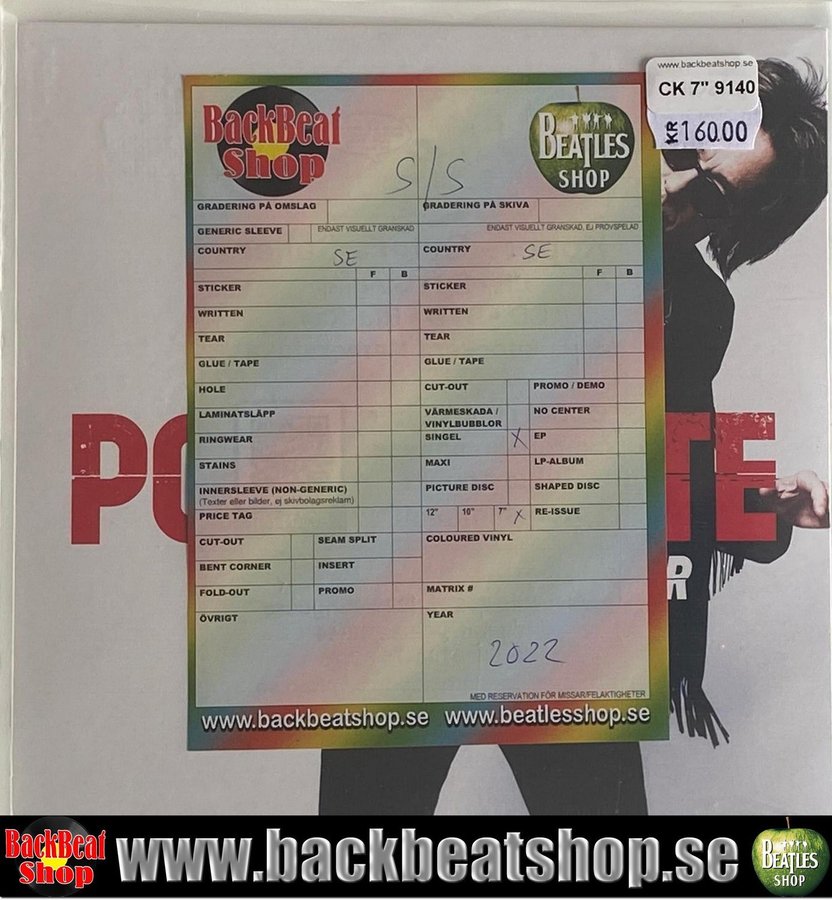 www.backbeatshop.se
CK 7" 9140
KR 160.00
BackBeat
Shop
BEATLES
SHOP
S/S
GRADERING PÅ OMSLAG
GRADERING PÅ SKIVA
GENERIC SLEEVE
ENDAST VISUELLT GRANSKAD
ENDAST VISUELLT GRANSKAD, EJ PROVSPELAD
COUNTRY SE
COUNTRY SE
F B
F B
STICKER
STICKER
WRITTEN
WRITTEN
TEAR
TEAR
GLUE / TAPE
GLUE / TAPE
HOLE
CUT-OUT
PROMO / DEMO
LAMINATSLÄPP
VÄRMESKADA /
VINYLBUBBLOR
NO CENTER
RINGWEAR
SINGEL X
EP
STAINS
MAXI
LP-ALBUM
INNERSLEEVE (NON-GENERIC)
(Texter eller bilder, ej skivbolagsreklam)
PICTURE DISC
SHAPED DISC
PRICE TAG
12" 10" 7" X
RE-ISSUE
CUT-OUT
SEAM SPLIT
COLOURED VINYL
BENT CORNER
INSERT
FOLD-OUT
PROMO
MATRIX #
ÖVRIGT
YEAR
2022
MED RESERVATION FÖR MISSAR/FELAKTIGHETER
www.backbeatshop.se www.beatlesshop.se
BackBeat
Shop
www.backbeatshop.se
BEATLES
SHOP